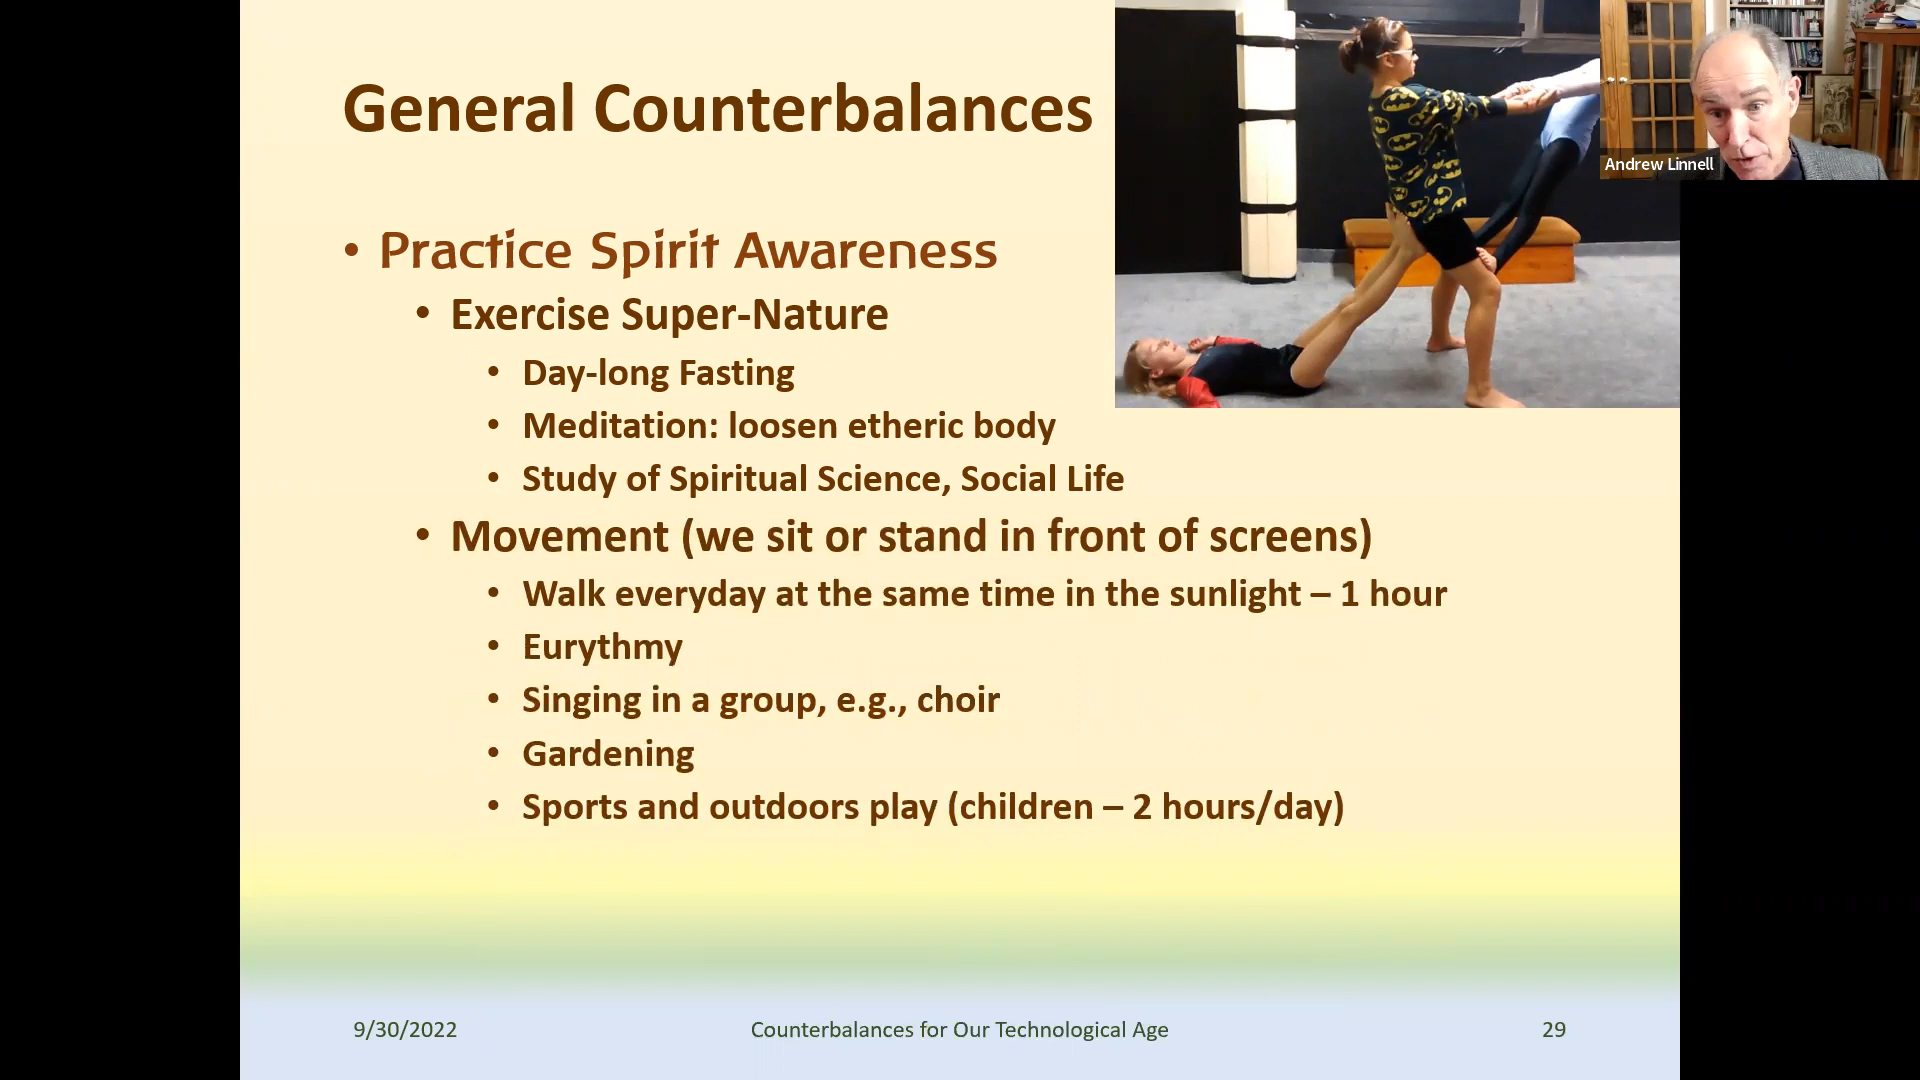 General Counterbalances
Andrew Linnell
• Practice Spirit Awareness
• Exercise Super-Nature
• Day-long Fasting
• Meditation: loosen etheric body
• Study of Spiritual Science, Social Life
• Movement (we sit or stand in front of screens)
• Walk everyday at the same time in the sunlight – 1 hour
• Eurythmy
• Singing in a group, e.g., choir
• Gardening
• Sports and outdoors play (children – 2 hours/day)
9/30/2022
Counterbalances for Our Technological Age
29